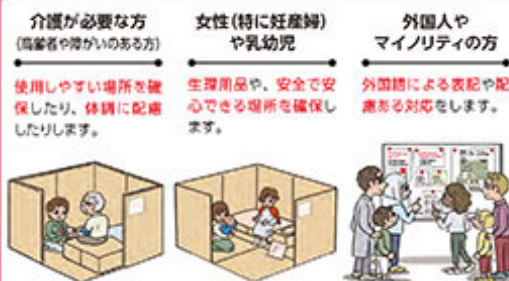 介護が必要な方
(高齢者や障がいのある方)
使用しやすい場所を確
保したり、体調に配慮
したりします。
女性(特に妊産婦)
や乳幼児
生理用品や、安全で安
心できる場所を確保し
ます。
外国人や
マイノリティの方
外国語による表記や配
慮ある対応をします。